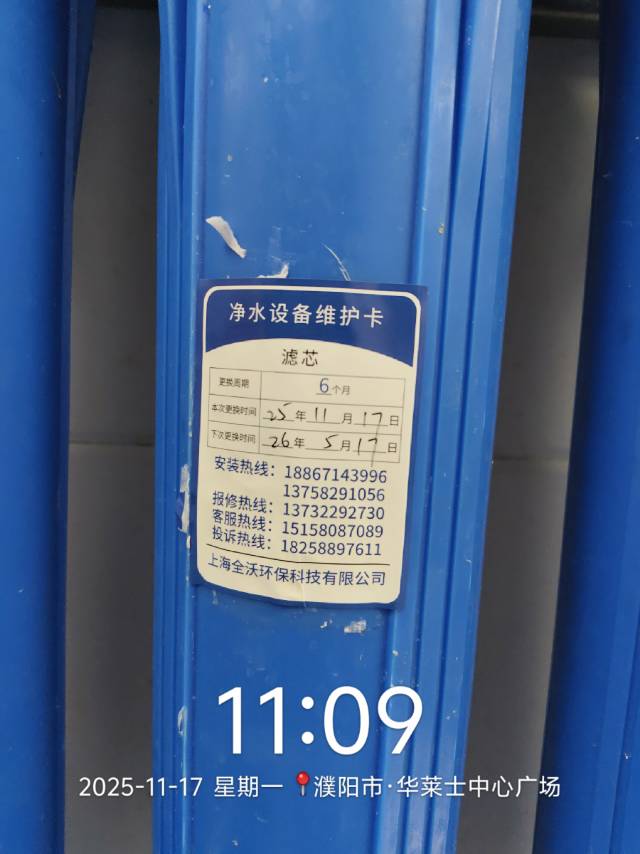 净水设备维护卡
滤芯
更换周期 6个月
本次更换时间 25年11月17日
下次更换时间 26年5月17日
安装热线：18867143996
13758291056
报修热线：13732292730
客服热线：15158087089
投诉热线：18258897611
上海全沃环保科技有限公司
11:09
2025-11-17 星期一 📍濮阳市·华莱士中心广场